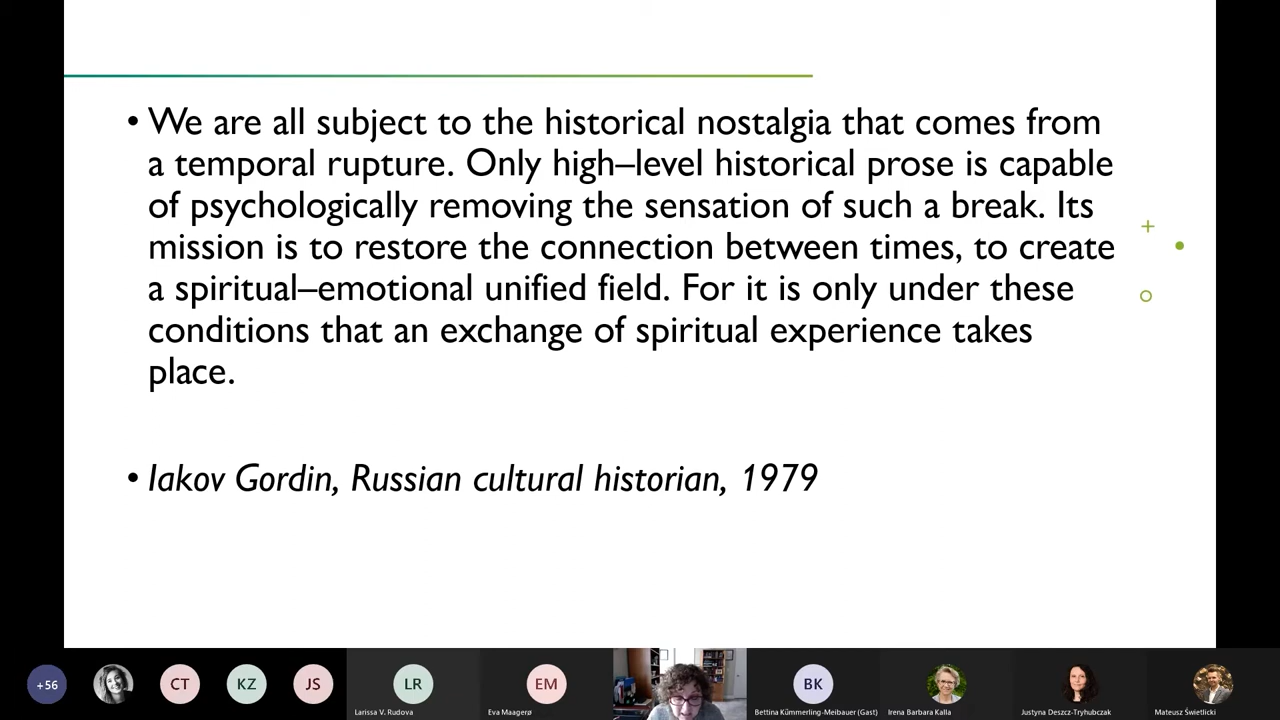 • We are all subject to the historical nostalgia that comes from
a temporal rupture. Only high–level historical prose is capable
of psychologically removing the sensation of such a break. Its
mission is to restore the connection between times, to create
a spiritual–emotional unified field. For it is only under these
conditions that an exchange of spiritual experience takes
place.
• Iakov Gordin, Russian cultural historian, 1979
+56 CT KZ JS LR EM BK
Larissa V. Rudova Eva Maagerø Bettina Kümmerling-Meibauer (Gast) Irena Barbara Kalla Justyna Deszcz-Tryhubczak Mateusz Świetlicki